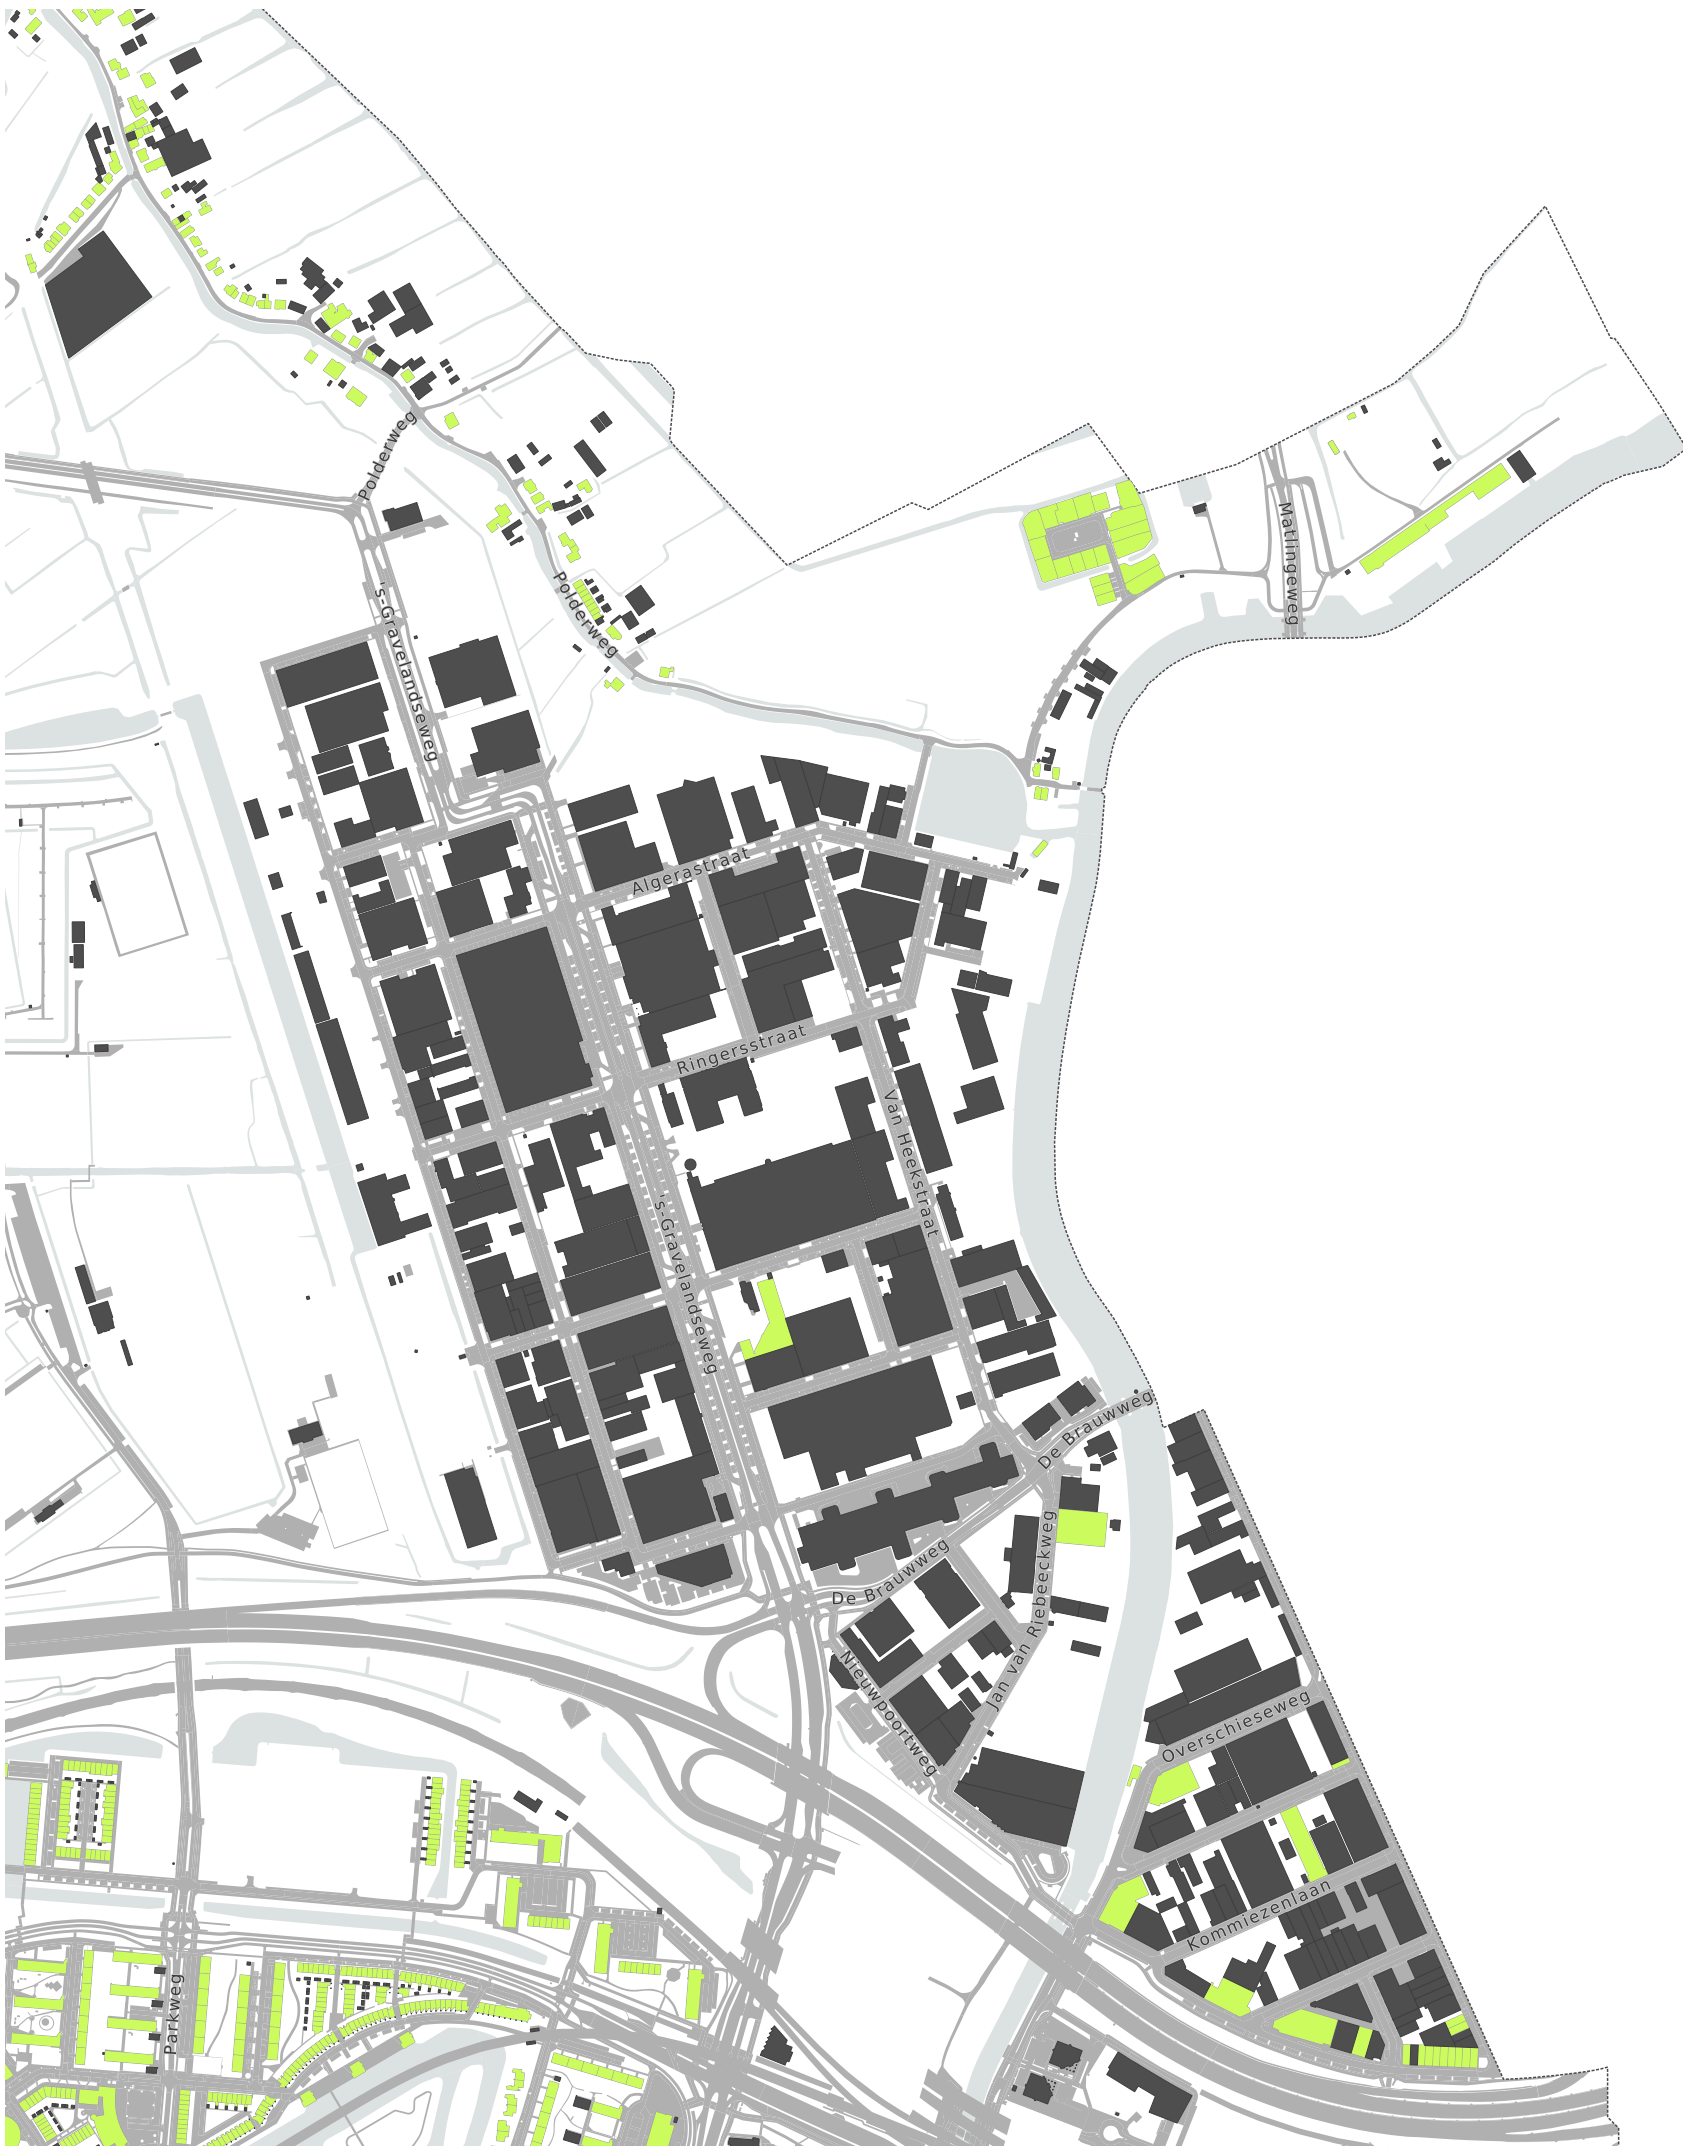 Polderweg
Matlingeweg
's-Gravelandseweg
Polderweg
Algerastraat
Ringersstraat
Van Heekstraat
's-Gravelandseweg
De Brauwweg
De Brauwweg
Jan van Riebeeckweg
Nieuwpoortweg
Overschieseweg
Kommiezenlaan
Parkweg